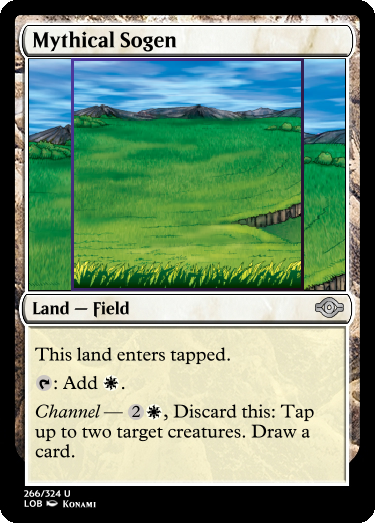 Mythical Sogen
Land — Field
This land enters tapped.
: Add .
Channel — 2 , Discard this: Tap
up to two target creatures. Draw a
card.
266/324 U
LOB Konami